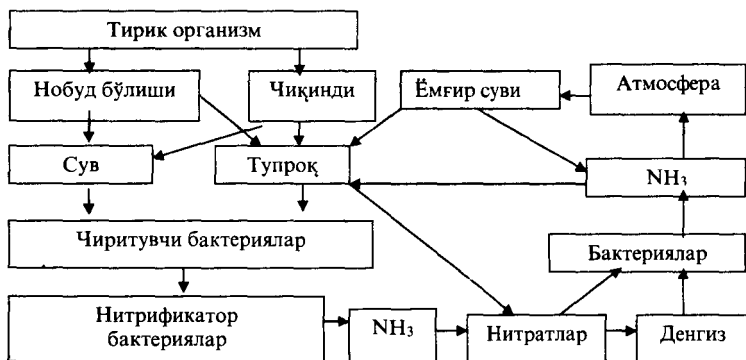 Тирик организм
Нобуд бўлиши
Чиқинди
Ёмғир суви
Атмосфера
Сув
Тупроқ
NH₃
Чиритувчи бактериялар
Бактериялар
Нитрификатор
бактериялар
NH₃
Нитратлар
Денгиз